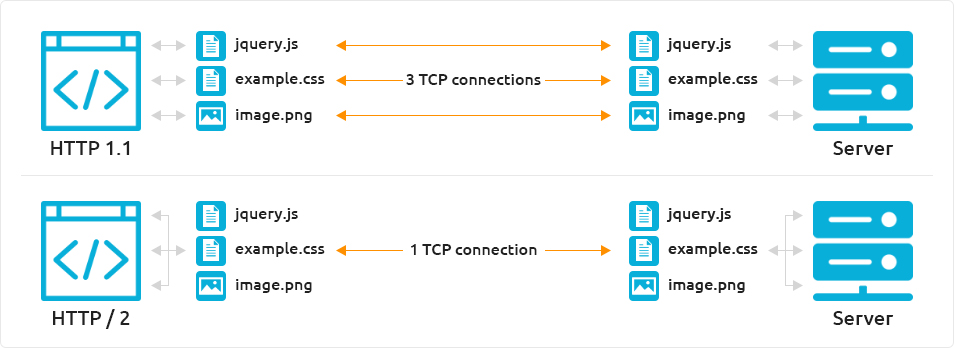 jquery.js jquery.js
example.css 3 TCP connections example.css
image.png image.png
HTTP 1.1 Server
jquery.js jquery.js
example.css 1 TCP connection example.css
image.png image.png
HTTP / 2 Server